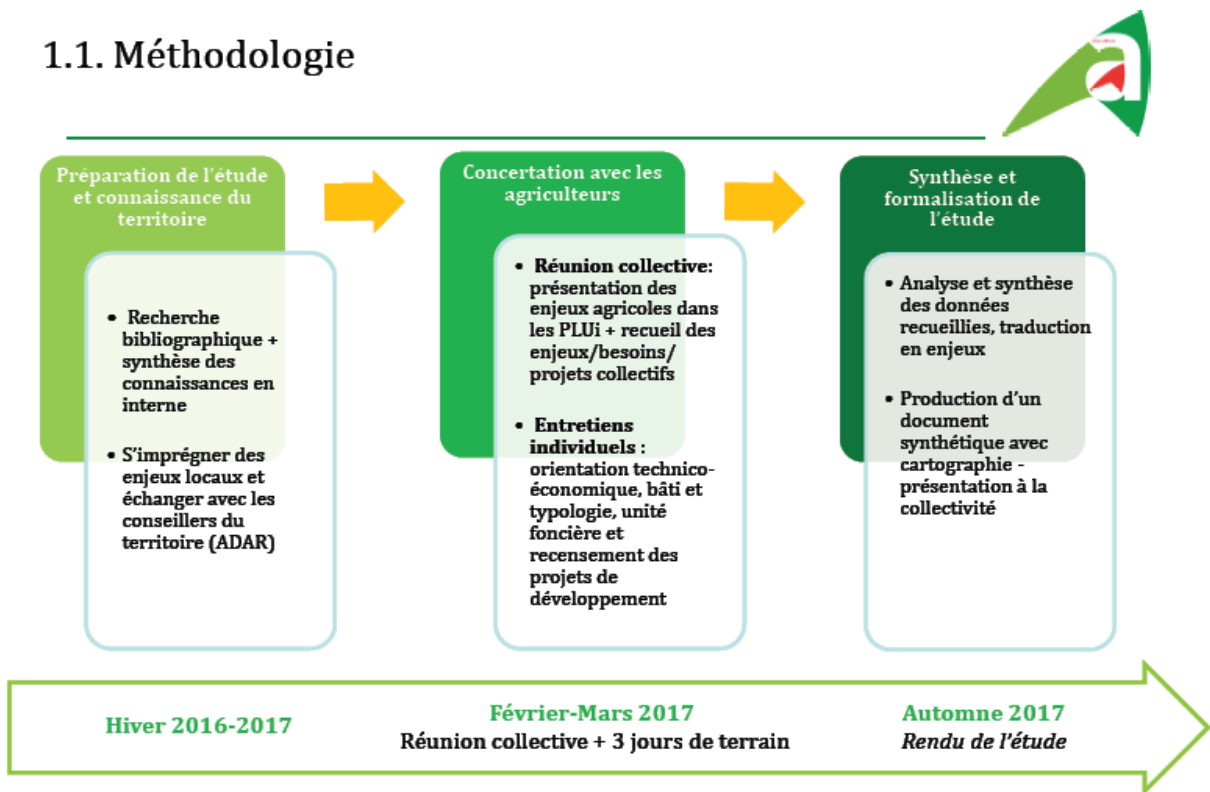 1.1. Méthodologie
a
Préparation de l'étude
et connaissance du
territoire
• Recherche
bibliographique +
synthèse des
connaissances en
interne
• S'imprégner des
enjeux locaux et
échanger avec les
conseillers du
territoire (ADAR)
Concertation avec les
agriculteurs
• Réunion collective:
présentation des
enjeux agricoles dans
les PLUi + recueil des
enjeux/besoins/
projets collectifs
• Entretiens
individuels :
orientation technico-
économique, bâti et
typologie, unité
foncière et
recensement des
projets de
développement
Synthèse et
formalisation de
l'étude
• Analyse et synthèse
des données
recueillies, traduction
en enjeux
• Production d'un
document
synthétique avec
cartographie -
présentation à la
collectivité
Hiver 2016-2017
Février-Mars 2017
Réunion collective + 3 jours de terrain
Automne 2017
Rendu de l'étude